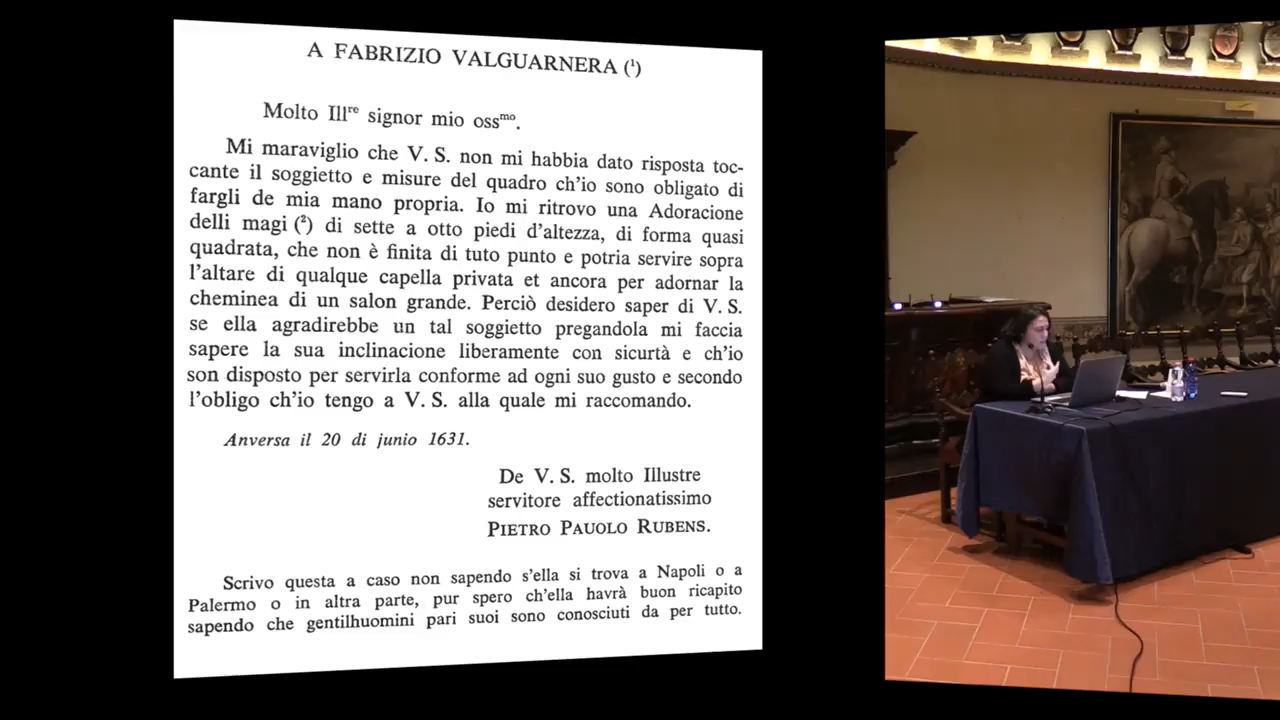 A FABRIZIO VALGUARNERA (¹)
Molto Illʳᵉ signor mio ossᵐᵒ.
Mi maraviglio che V. S. non mi habbia dato risposta toc-
cante il soggietto e misure del quadro ch'io sono obligato di
fargli de mia mano propria. Io mi ritrovo una Adoracione
delli magi (²) di sette a otto piedi d'altezza, di forma quasi
quadrata, che non è finita di tuto punto e potria servire sopra
l'altare di qualque capella privata et ancora per adornar la
cheminea di un salon grande. Perciò desidero saper di V. S.
se ella agradirebbe un tal soggietto pregandola mi faccia
sapere la sua inclinacione liberamente con sicurtà e ch'io
son disposto per servirla conforme ad ogni suo gusto e secondo
l'obligo ch'io tengo a V. S. alla quale mi raccomando.
Anversa il 20 di junio 1631.
De V. S. molto Illustre
servitore affectionatissimo
PIETRO PAUOLO RUBENS.
Scrivo questa a caso non sapendo s'ella si trova a Napoli o a
Palermo o in altra parte, pur spero ch'ella havrà buon ricapito
sapendo che gentilhuomini pari suoi sono conosciuti da per tutto.